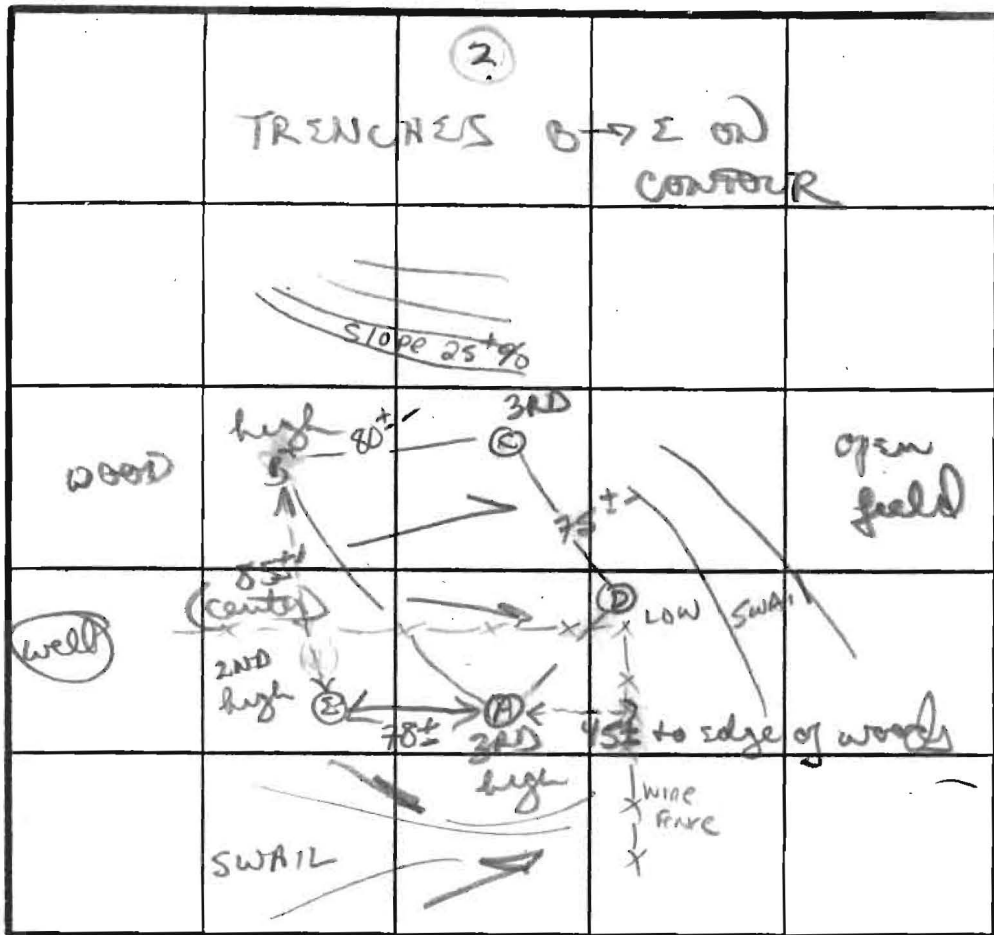 2
TRENCHES B → E ON
CONTOUR
Slope 25±%
WOOD
high
B
80±
3RD
C
open
field
75±
85±
(center)
well
D
LOW
SWAIL
2ND
high
E
78±
A
3RD
high
45± to edge of woods
wire
Fence
SWAIL